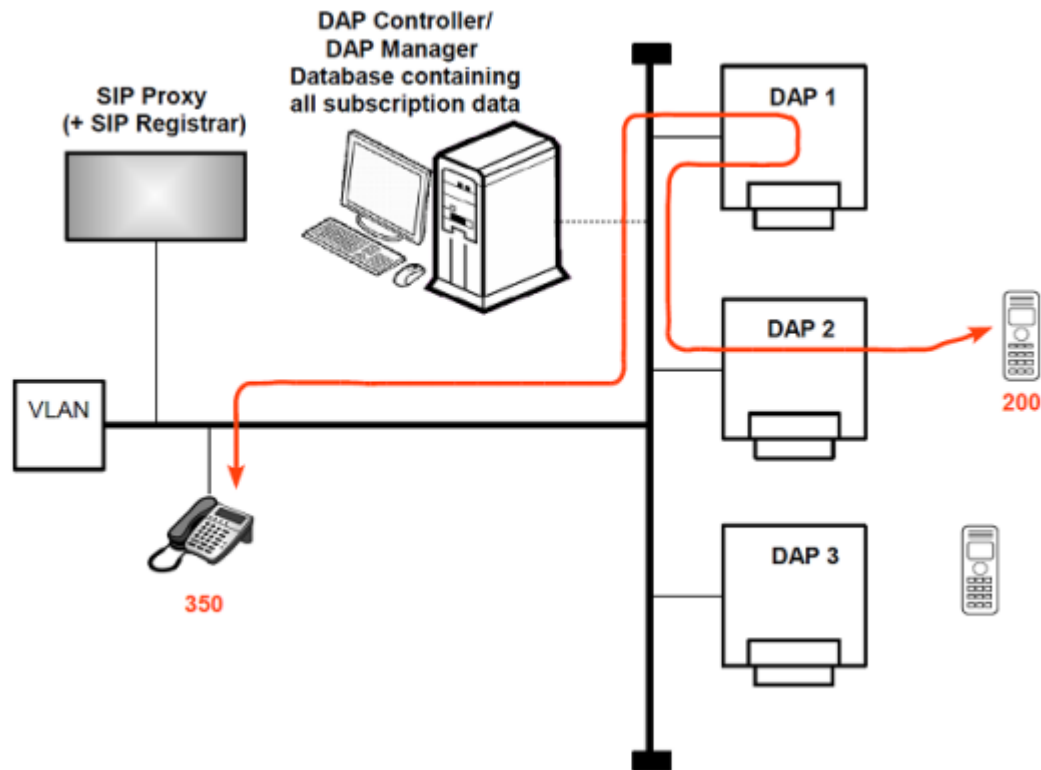 DAP Controller/
DAP Manager
Database containing
all subscription data
SIP Proxy
(+ SIP Registrar)
DAP 1
DAP 2
200
VLAN
350
DAP 3